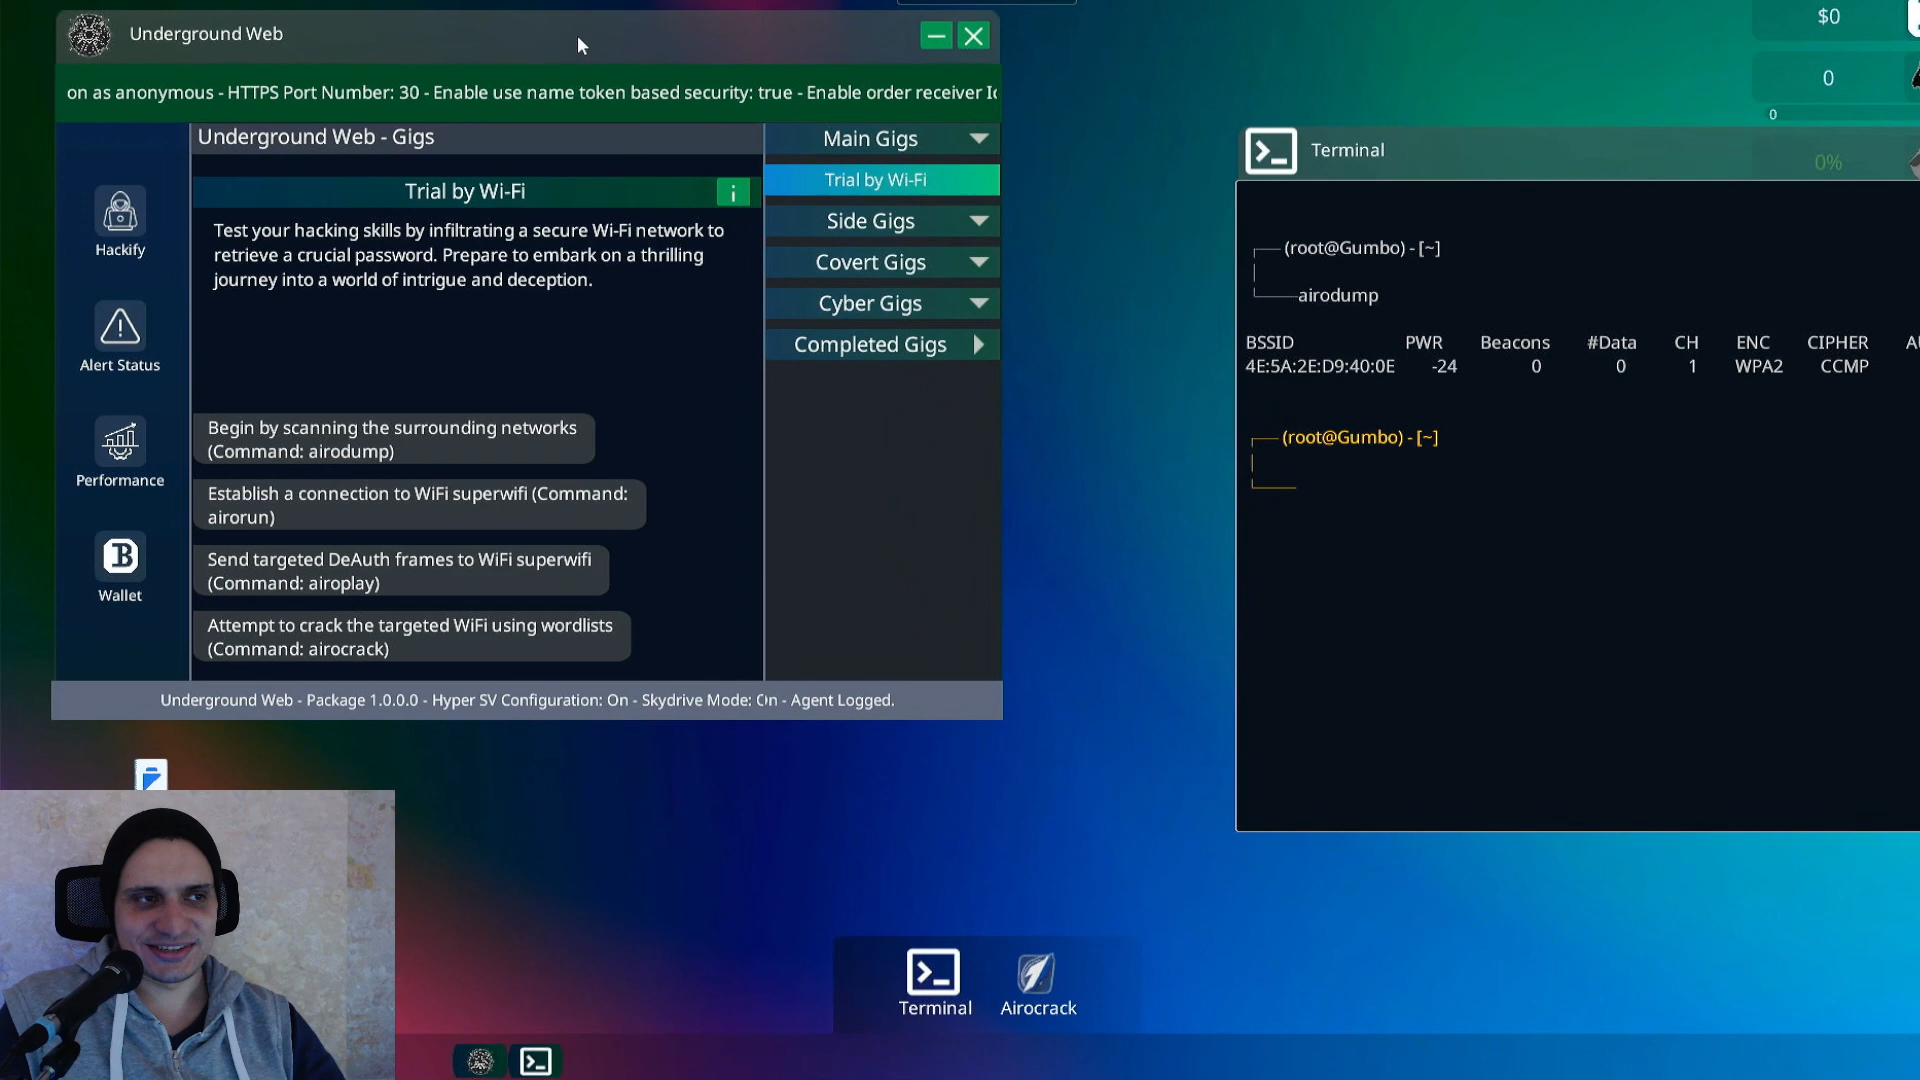 Underground Web
on as anonymous - HTTPS Port Number: 30 - Enable use name token based security: true - Enable order receiver
Underground Web - Gigs
Trial by Wi-Fi
i
Test your hacking skills by infiltrating a secure Wi-Fi network to
retrieve a crucial password. Prepare to embark on a thrilling
journey into a world of intrigue and deception.
Begin by scanning the surrounding networks
(Command: airodump)
Establish a connection to WiFi superwifi (Command:
airorun)
Send targeted DeAuth frames to WiFi superwifi
(Command: airoplay)
Attempt to crack the targeted WiFi using wordlists
(Command: airocrack)
Hackify
Alert Status
Performance
B
Wallet
Main Gigs
Trial by Wi-Fi
Side Gigs
Covert Gigs
Cyber Gigs
Completed Gigs
Underground Web - Package 1.0.0.0 - Hyper SV Configuration: On - Skydrive Mode: On - Agent Logged.
$0
0
0
0%
Terminal
(root@Gumbo) - [~]
airodump
BSSID PWR Beacons #Data CH ENC CIPHER
4E:5A:2E:D9:40:0E -24 0 0 1 WPA2 CCMP
(root@Gumbo) - [~]
Terminal
Airocrack